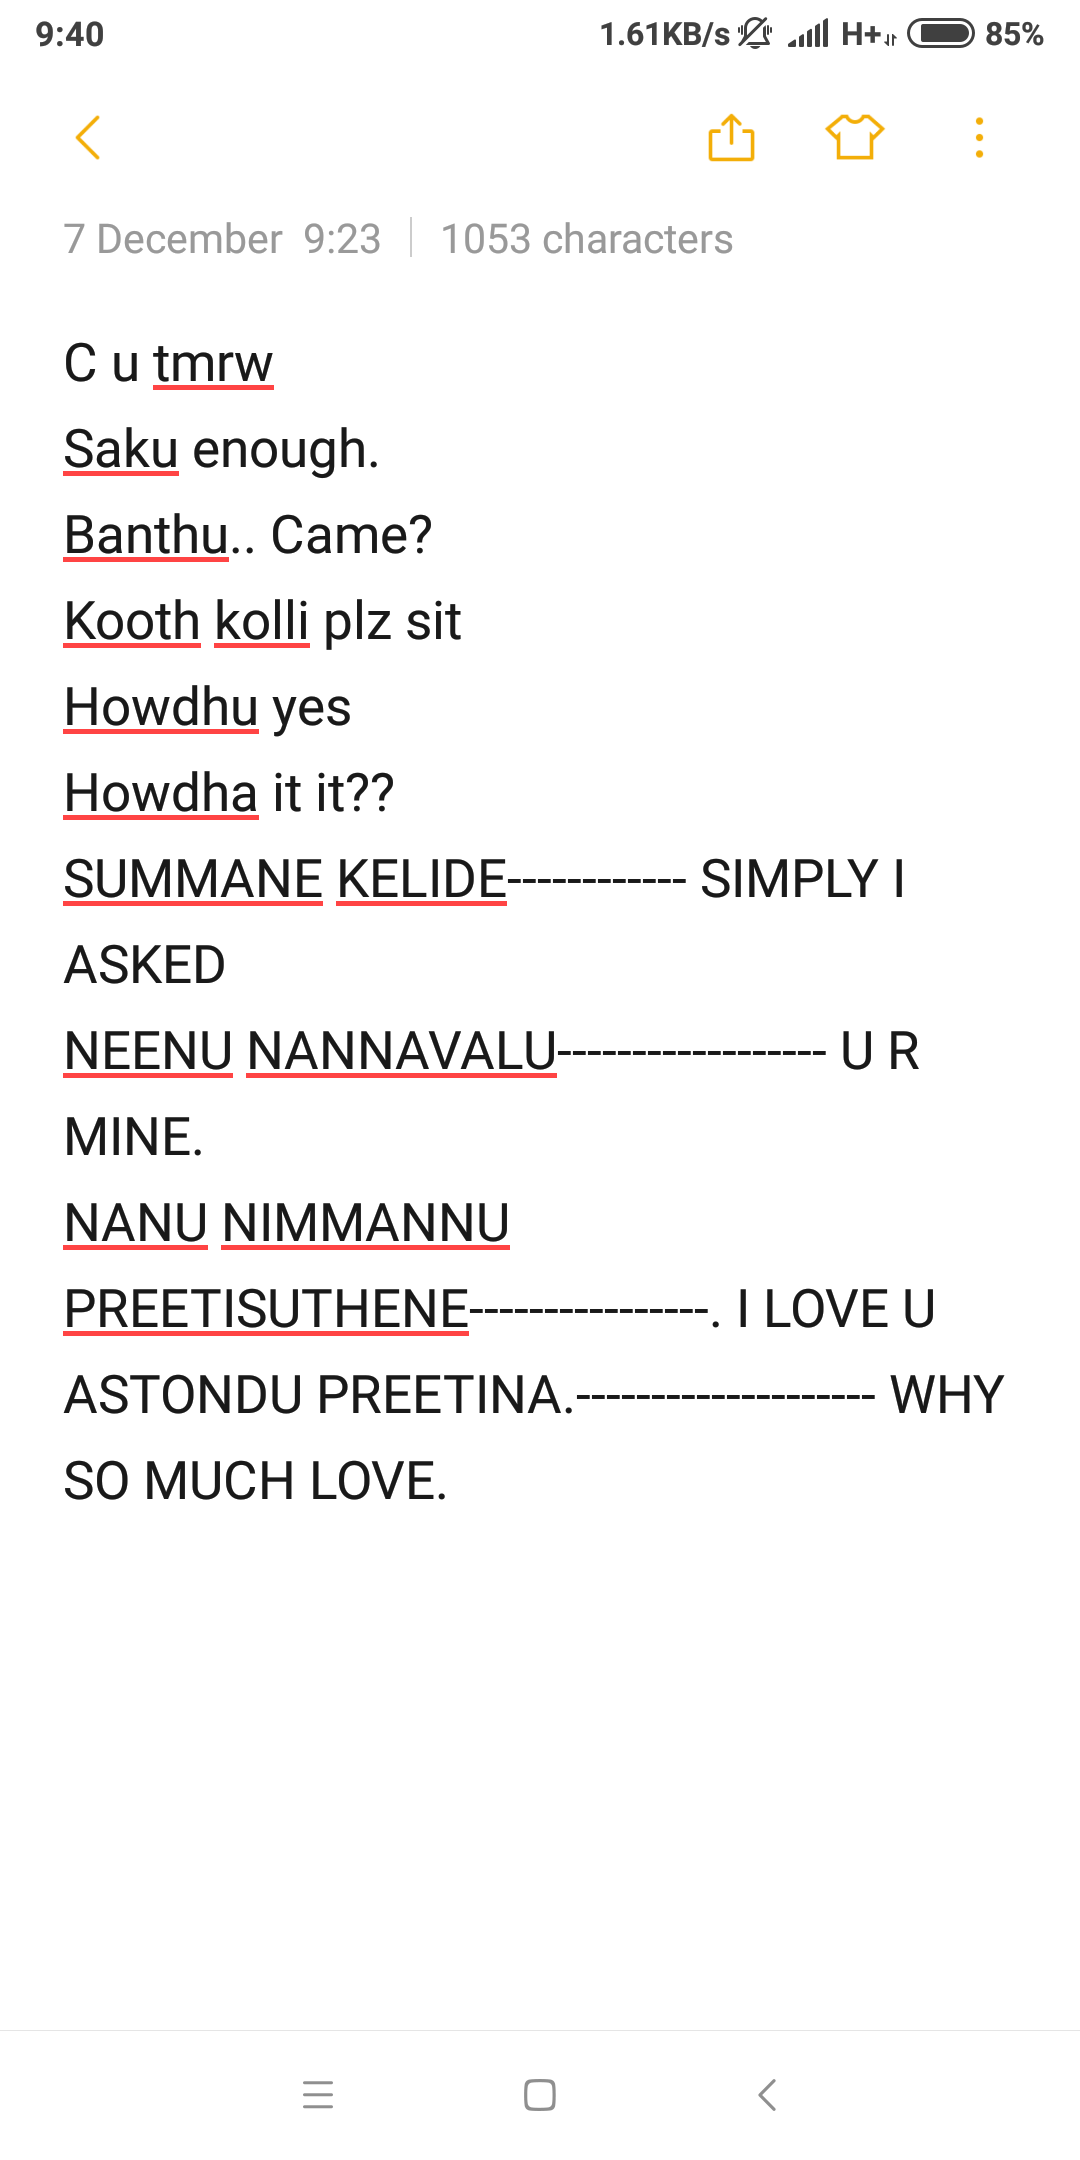 9:40 1.61KB/s H+ 85%
7 December 9:23 | 1053 characters
C u tmrw
Saku enough.
Banthu.. Came?
Kooth kolli plz sit
Howdhu yes
Howdha it it??
SUMMANE KELIDE------------ SIMPLY I
ASKED
NEENU NANNAVALU------------------ U R
MINE.
NANU NIMMANNU
PREETISUTHENE----------------. I LOVE U
ASTONDU PREETINA.-------------------- WHY
SO MUCH LOVE.